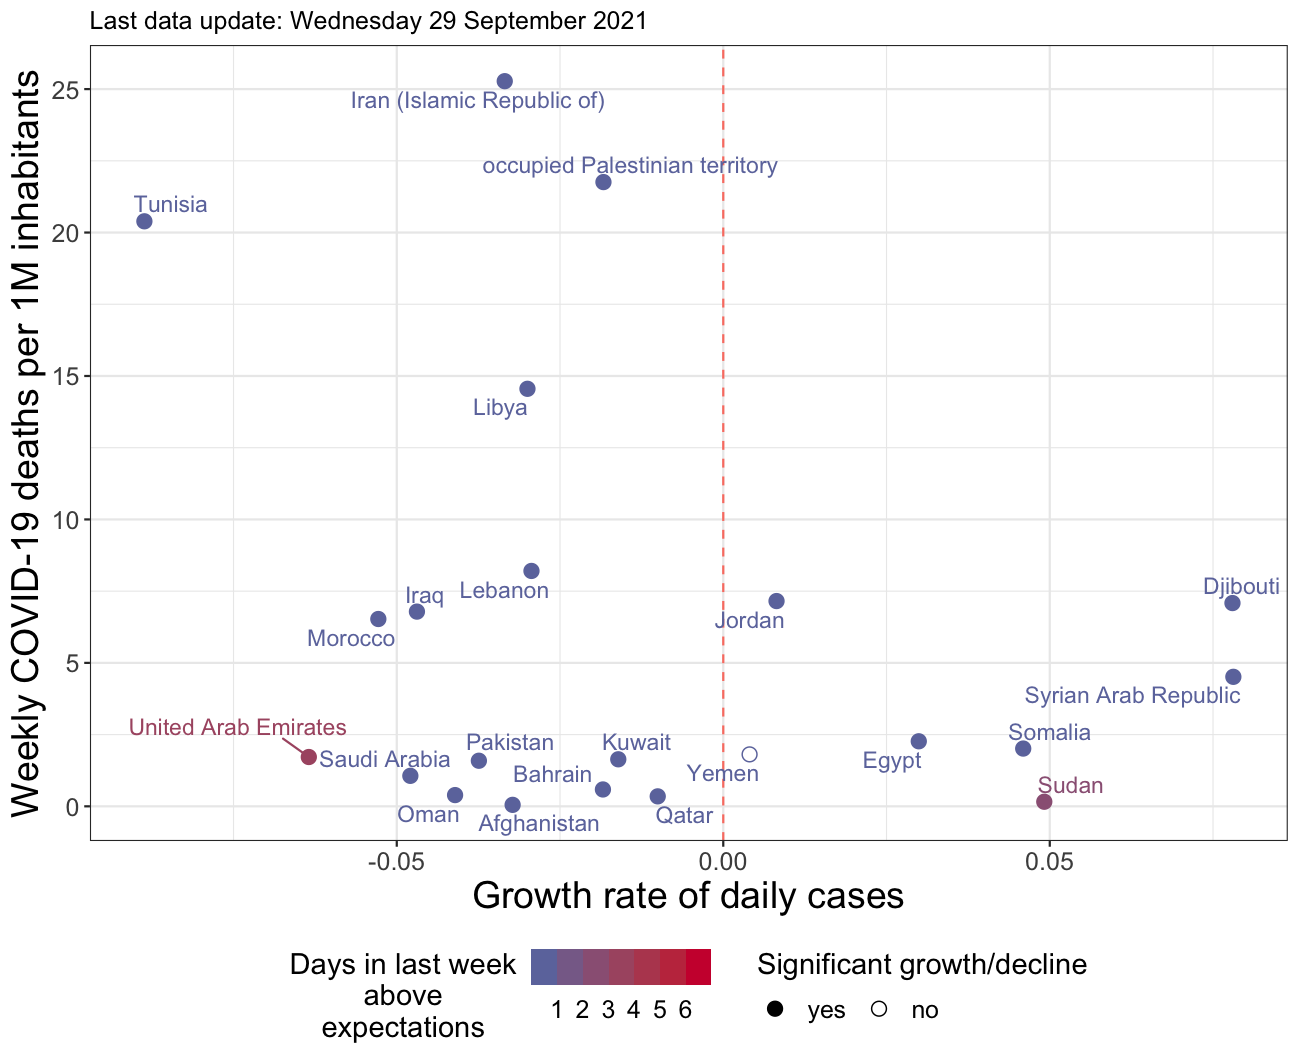 Last data update: Wednesday 29 September 2021
Weekly COVID-19 deaths per 1M inhabitants
25
20
15
10
5
0
Iran (Islamic Republic of)
occupied Palestinian territory
Tunisia
Libya
Lebanon
Iraq
Morocco
Jordan
Djibouti
Syrian Arab Republic
United Arab Emirates
Saudi Arabia
Pakistan
Kuwait
Somalia
Egypt
Yemen
Bahrain
Sudan
Oman
Afghanistan
Qatar
-0.05
0.00
0.05
Growth rate of daily cases
Days in last week
above
expectations
1 2 3 4 5 6
Significant growth/decline
yes
no